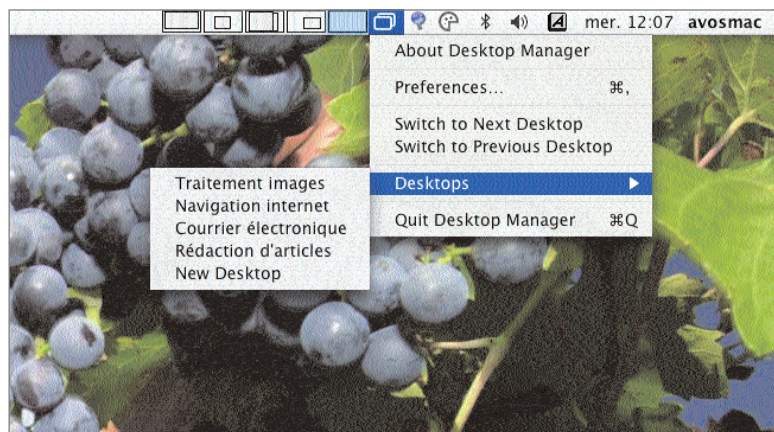 mer. 12:07 avosmac
About Desktop Manager
Preferences... ⌘,
Switch to Next Desktop
Switch to Previous Desktop
Desktops
Quit Desktop Manager ⌘Q
Traitement images
Navigation internet
Courrier électronique
Rédaction d'articles
New Desktop